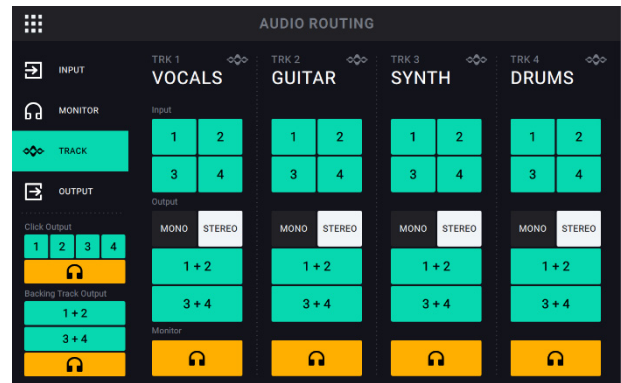 AUDIO ROUTING
INPUT
MONITOR
TRACK
OUTPUT
Click Output
1 2 3 4
Backing Track Output
1 + 2
3 + 4
TRK 1
VOCALS
Input
1 2
3 4
Output
MONO STEREO
1 + 2
3 + 4
Monitor
TRK 2
GUITAR
1 2
3 4
MONO STEREO
1 + 2
3 + 4
TRK 3
SYNTH
1 2
3 4
MONO STEREO
1 + 2
3 + 4
TRK 4
DRUMS
1 2
3 4
MONO STEREO
1 + 2
3 + 4